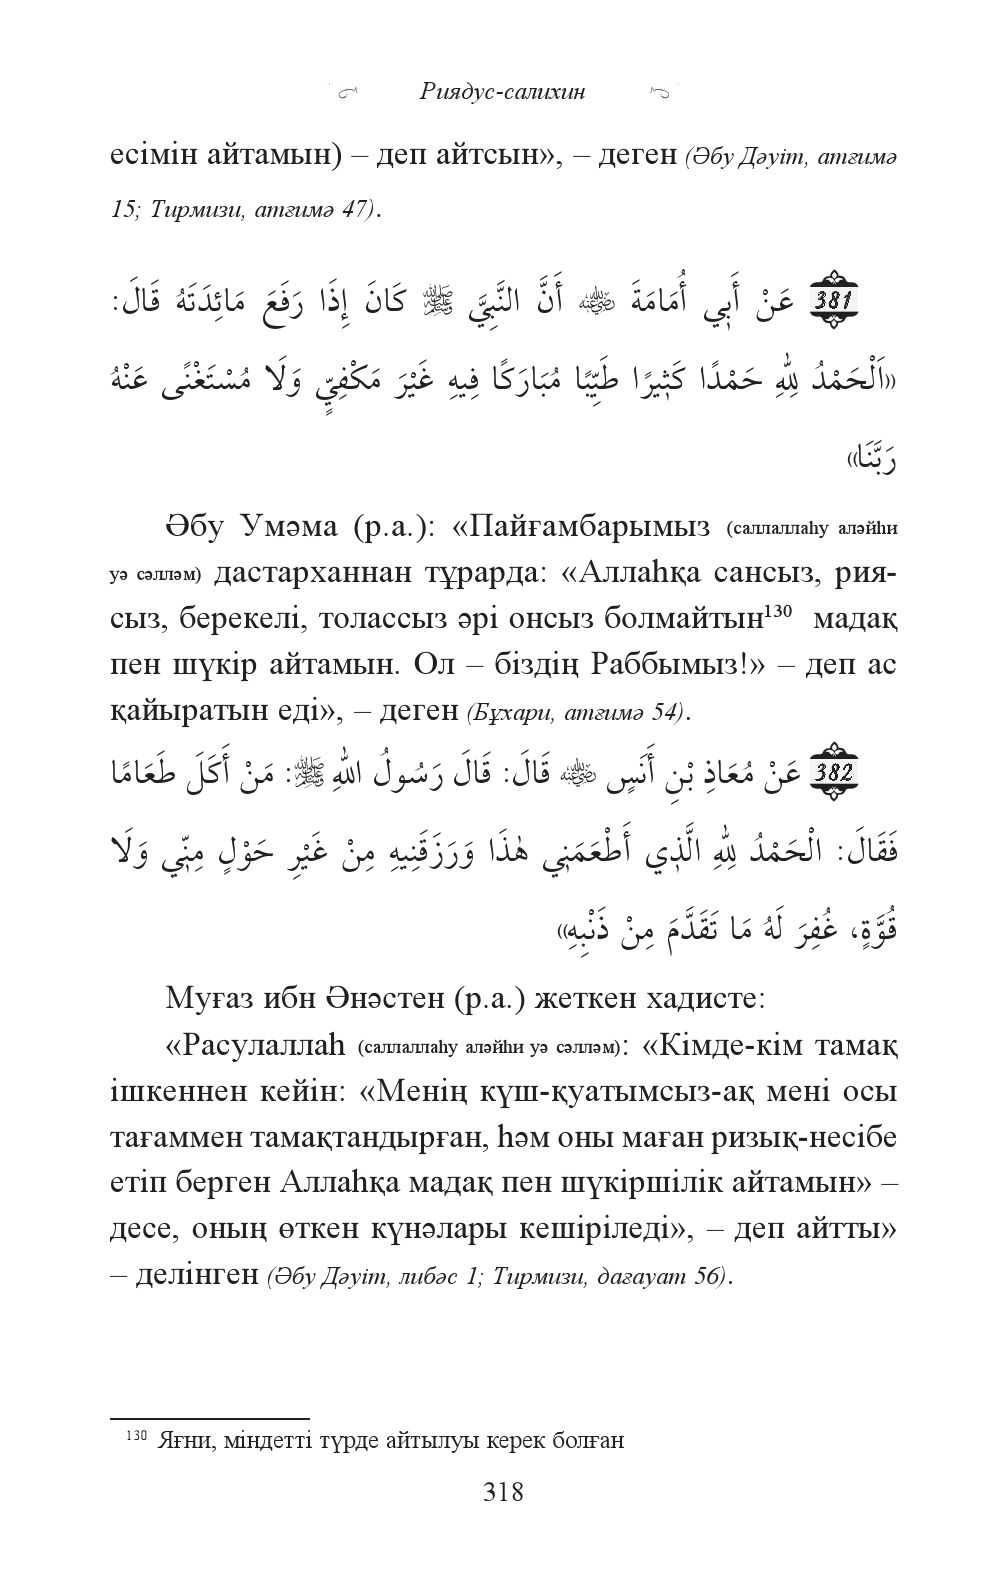 Риядус-салихин
есімін айтамын) – деп айтсын», – деген (Әбу Дәуіт, атғимә
15; Тирмизи, атғимә 47).
381 عَنْ أَبِي أُمَامَةَ ﷺ أَنَّ النَّبِيَّ ﷺ كَانَ إِذَا رَفَعَ مَائِدَتَهُ قَالَ:
«اَلْحَمْدُ لِلهِ حَمْدًا كَثِيرًا طَيِّبًا مُبَارَكًا فِيهِ غَيْرَ مَكْفِيٍّ وَلَا مُسْتَغْنًى عَنْهُ
رَبَّنَا»
Әбу Умәма (р.а.): «Пайғамбарымыз (саллаллаһу аләйһи
уә сәлләм) дастарханнан тұрарда: «Аллаһқа сансыз, рия-
сыз, берекелі, толассыз әрі онсыз болмайтын¹³⁰ мадақ
пен шүкір айтамын. Ол – біздің Раббымыз!» – деп ас
қайыратын еді», – деген (Бұхари, атғимә 54).
382 عَنْ مُعَاذِ بْنِ أَنَسٍ رضي الله عنه قَالَ: قَالَ رَسُولُ اللهِ ﷺ: مَنْ أَكَلَ طَعَامًا
فَقَالَ: الْحَمْدُ لِلهِ الَّذِي أَطْعَمَنِي هٰذَا وَرَزَقَنِيهِ مِنْ غَيْرِ حَوْلٍ مِنِّي وَلَا
قُوَّةٍ، غُفِرَ لَهُ مَا تَقَدَّمَ مِنْ ذَنْبِهِ»
Муғаз ибн Әнәстен (р.а.) жеткен хадисте:
«Расулаллаһ (саллаллаһу аләйһи уә сәлләм): «Кімде-кім тамақ
ішкеннен кейін: «Менің күш-қуатымсыз-ақ мені осы
тағаммен тамақтандырған, һәм оны маған ризық-несібе
етіп берген Аллаһқа мадақ пен шүкіршілік айтамын» –
десе, оның өткен күнәлары кешіріледі», – деп айтты»
– делінген (Әбу Дәуіт, либәс 1; Тирмизи, дағауат 56).
¹³⁰ Яғни, міндетті түрде айтылуы керек болған
318